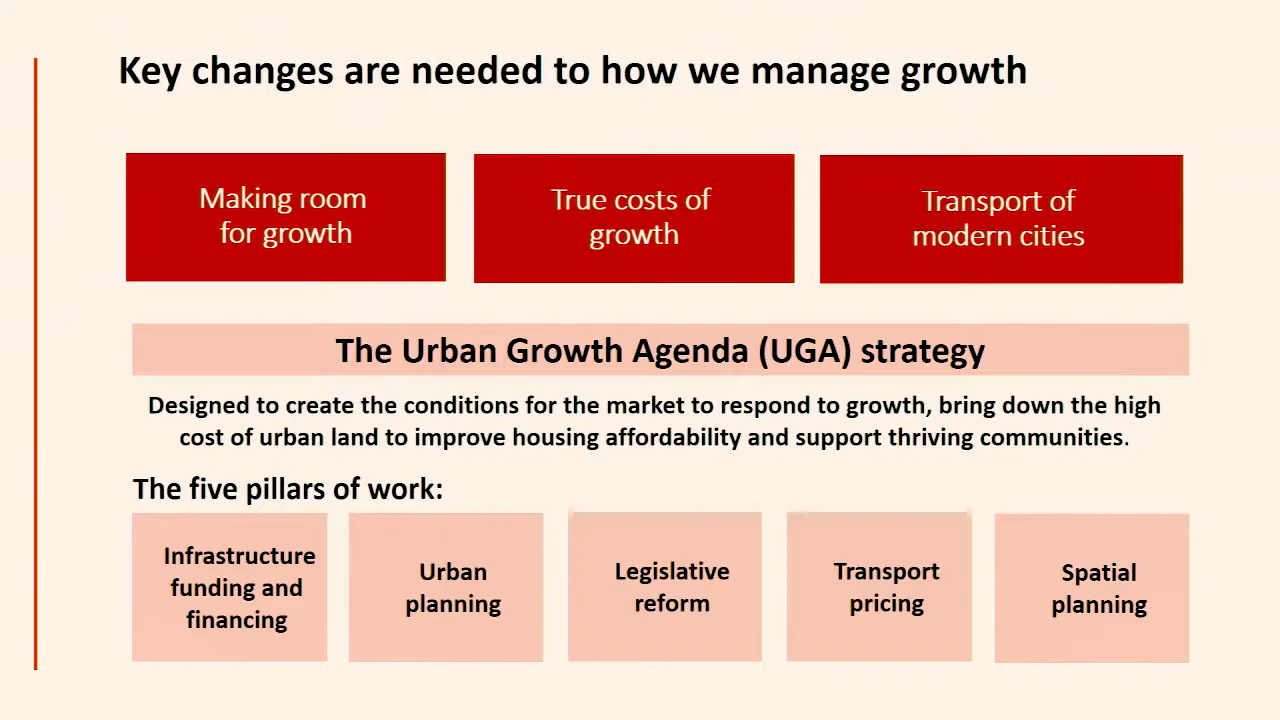 Key changes are needed to how we manage growth
Making room
for growth
True costs of
growth
Transport of
modern cities
The Urban Growth Agenda (UGA) strategy
Designed to create the conditions for the market to respond to growth, bring down the high
cost of urban land to improve housing affordability and support thriving communities.
The five pillars of work:
Infrastructure
funding and
financing
Urban
planning
Legislative
reform
Transport
pricing
Spatial
planning